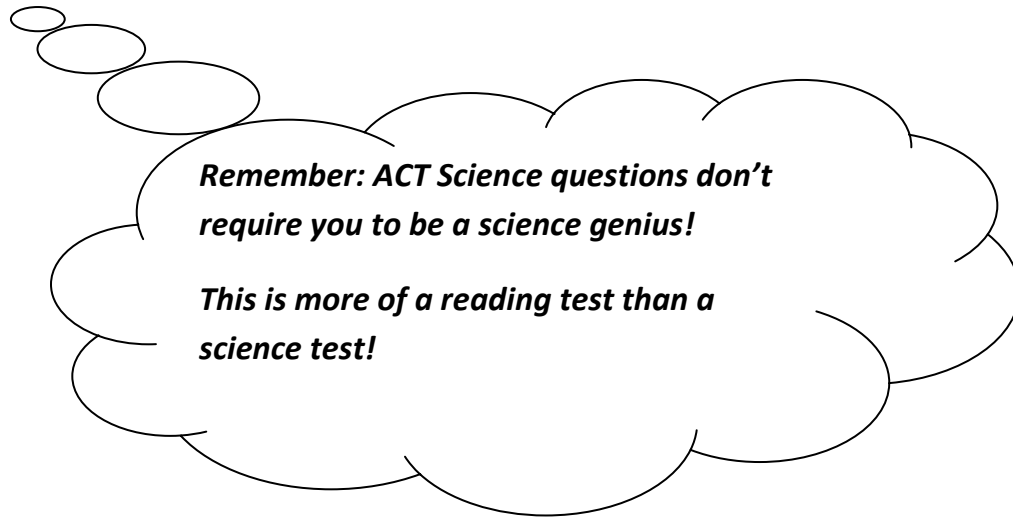 Remember: ACT Science questions don’t
require you to be a science genius!
This is more of a reading test than a
science test!